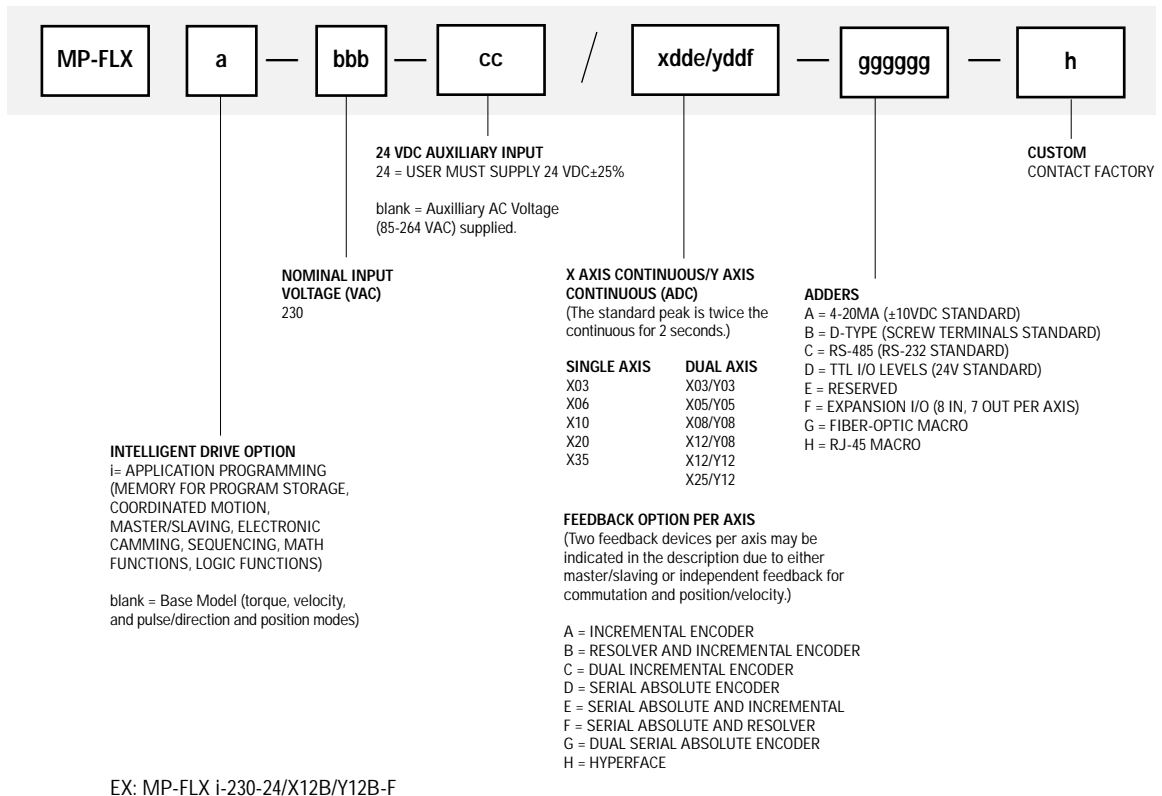 MP-FLX a — bbb — cc / xdde/yddf — gggggg — h
24 VDC AUXILIARY INPUT
24 = USER MUST SUPPLY 24 VDC±25%
blank = Auxilliary AC Voltage
(85-264 VAC) supplied.
CUSTOM
CONTACT FACTORY
NOMINAL INPUT
VOLTAGE (VAC)
230
X AXIS CONTINUOUS/Y AXIS
CONTINUOUS (ADC)
(The standard peak is twice the
continuous for 2 seconds.)
SINGLE AXIS
X03
X06
X10
X20
X35
DUAL AXIS
X03/Y03
X05/Y05
X08/Y08
X12/Y08
X12/Y12
X25/Y12
ADDERS
A = 4-20MA (±10VDC STANDARD)
B = D-TYPE (SCREW TERMINALS STANDARD)
C = RS-485 (RS-232 STANDARD)
D = TTL I/O LEVELS (24V STANDARD)
E = RESERVED
F = EXPANSION I/O (8 IN, 7 OUT PER AXIS)
G = FIBER-OPTIC MACRO
H = RJ-45 MACRO
INTELLIGENT DRIVE OPTION
i= APPLICATION PROGRAMMING
(MEMORY FOR PROGRAM STORAGE,
COORDINATED MOTION,
MASTER/SLAVING, ELECTRONIC
CAMMING, SEQUENCING, MATH
FUNCTIONS, LOGIC FUNCTIONS)
blank = Base Model (torque, velocity,
and pulse/direction and position modes)
FEEDBACK OPTION PER AXIS
(Two feedback devices per axis may be
indicated in the description due to either
master/slaving or independent feedback for
commutation and position/velocity.)
A = INCREMENTAL ENCODER
B = RESOLVER AND INCREMENTAL ENCODER
C = DUAL INCREMENTAL ENCODER
D = SERIAL ABSOLUTE ENCODER
E = SERIAL ABSOLUTE AND INCREMENTAL
F = SERIAL ABSOLUTE AND RESOLVER
G = DUAL SERIAL ABSOLUTE ENCODER
H = HYPERFACE
EX: MP-FLX i-230-24/X12B/Y12B-F